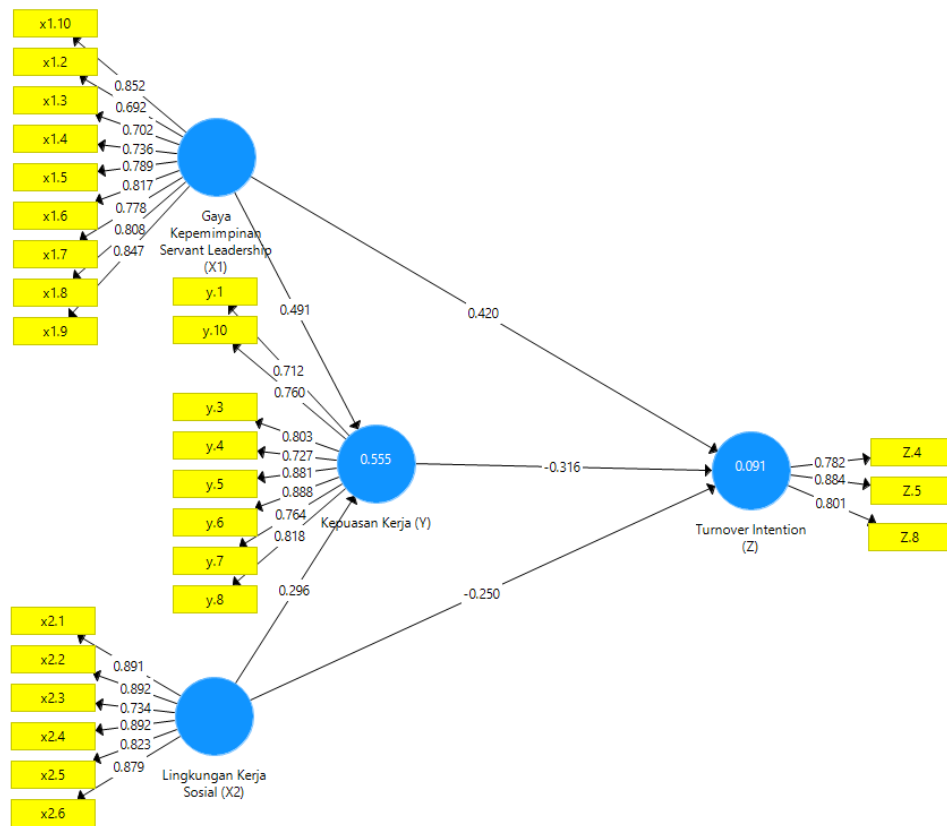 x1.10
x1.2
x1.3
x1.4
x1.5
x1.6
x1.7
x1.8
x1.9
0.852
0.692
0.702
0.736
0.789
0.817
0.778
0.808
0.847
Gaya
Kepemimpinan
Servant Leadership
(X1)
0.491
0.420
y.1
y.10
y.3
y.4
y.5
y.6
y.7
y.8
0.712
0.760
0.803
0.727
0.881
0.888
0.764
0.818
0.555
Kepuasan Kerja (Y)
-0.316
0.296
-0.250
0.091
Turnover Intention
(Z)
0.782
0.884
0.801
Z.4
Z.5
Z.8
x2.1
x2.2
x2.3
x2.4
x2.5
x2.6
0.891
0.892
0.734
0.892
0.823
0.879
Lingkungan Kerja
Sosial (X2)